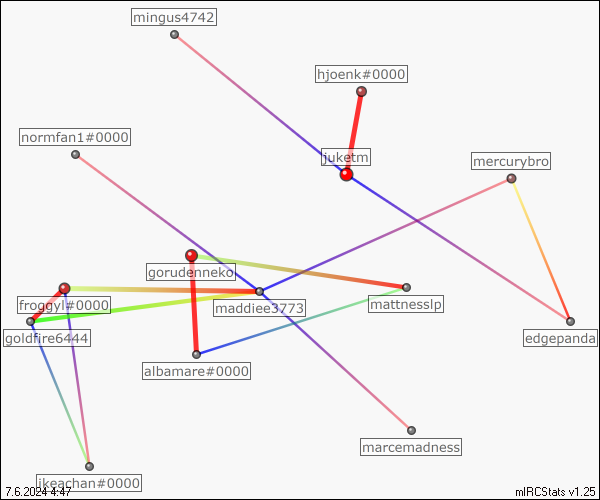 mingus4742
hjoenk#0000
normfan1#0000
juketm
mercurybro
gorudenneko
froggyl#0000
maddiee3773
mattnesslp
goldfire6444
edgepanda
albamare#0000
marcemadness
ikeachan#0000
7.6.2024 4:47
mIRCStats v1.25